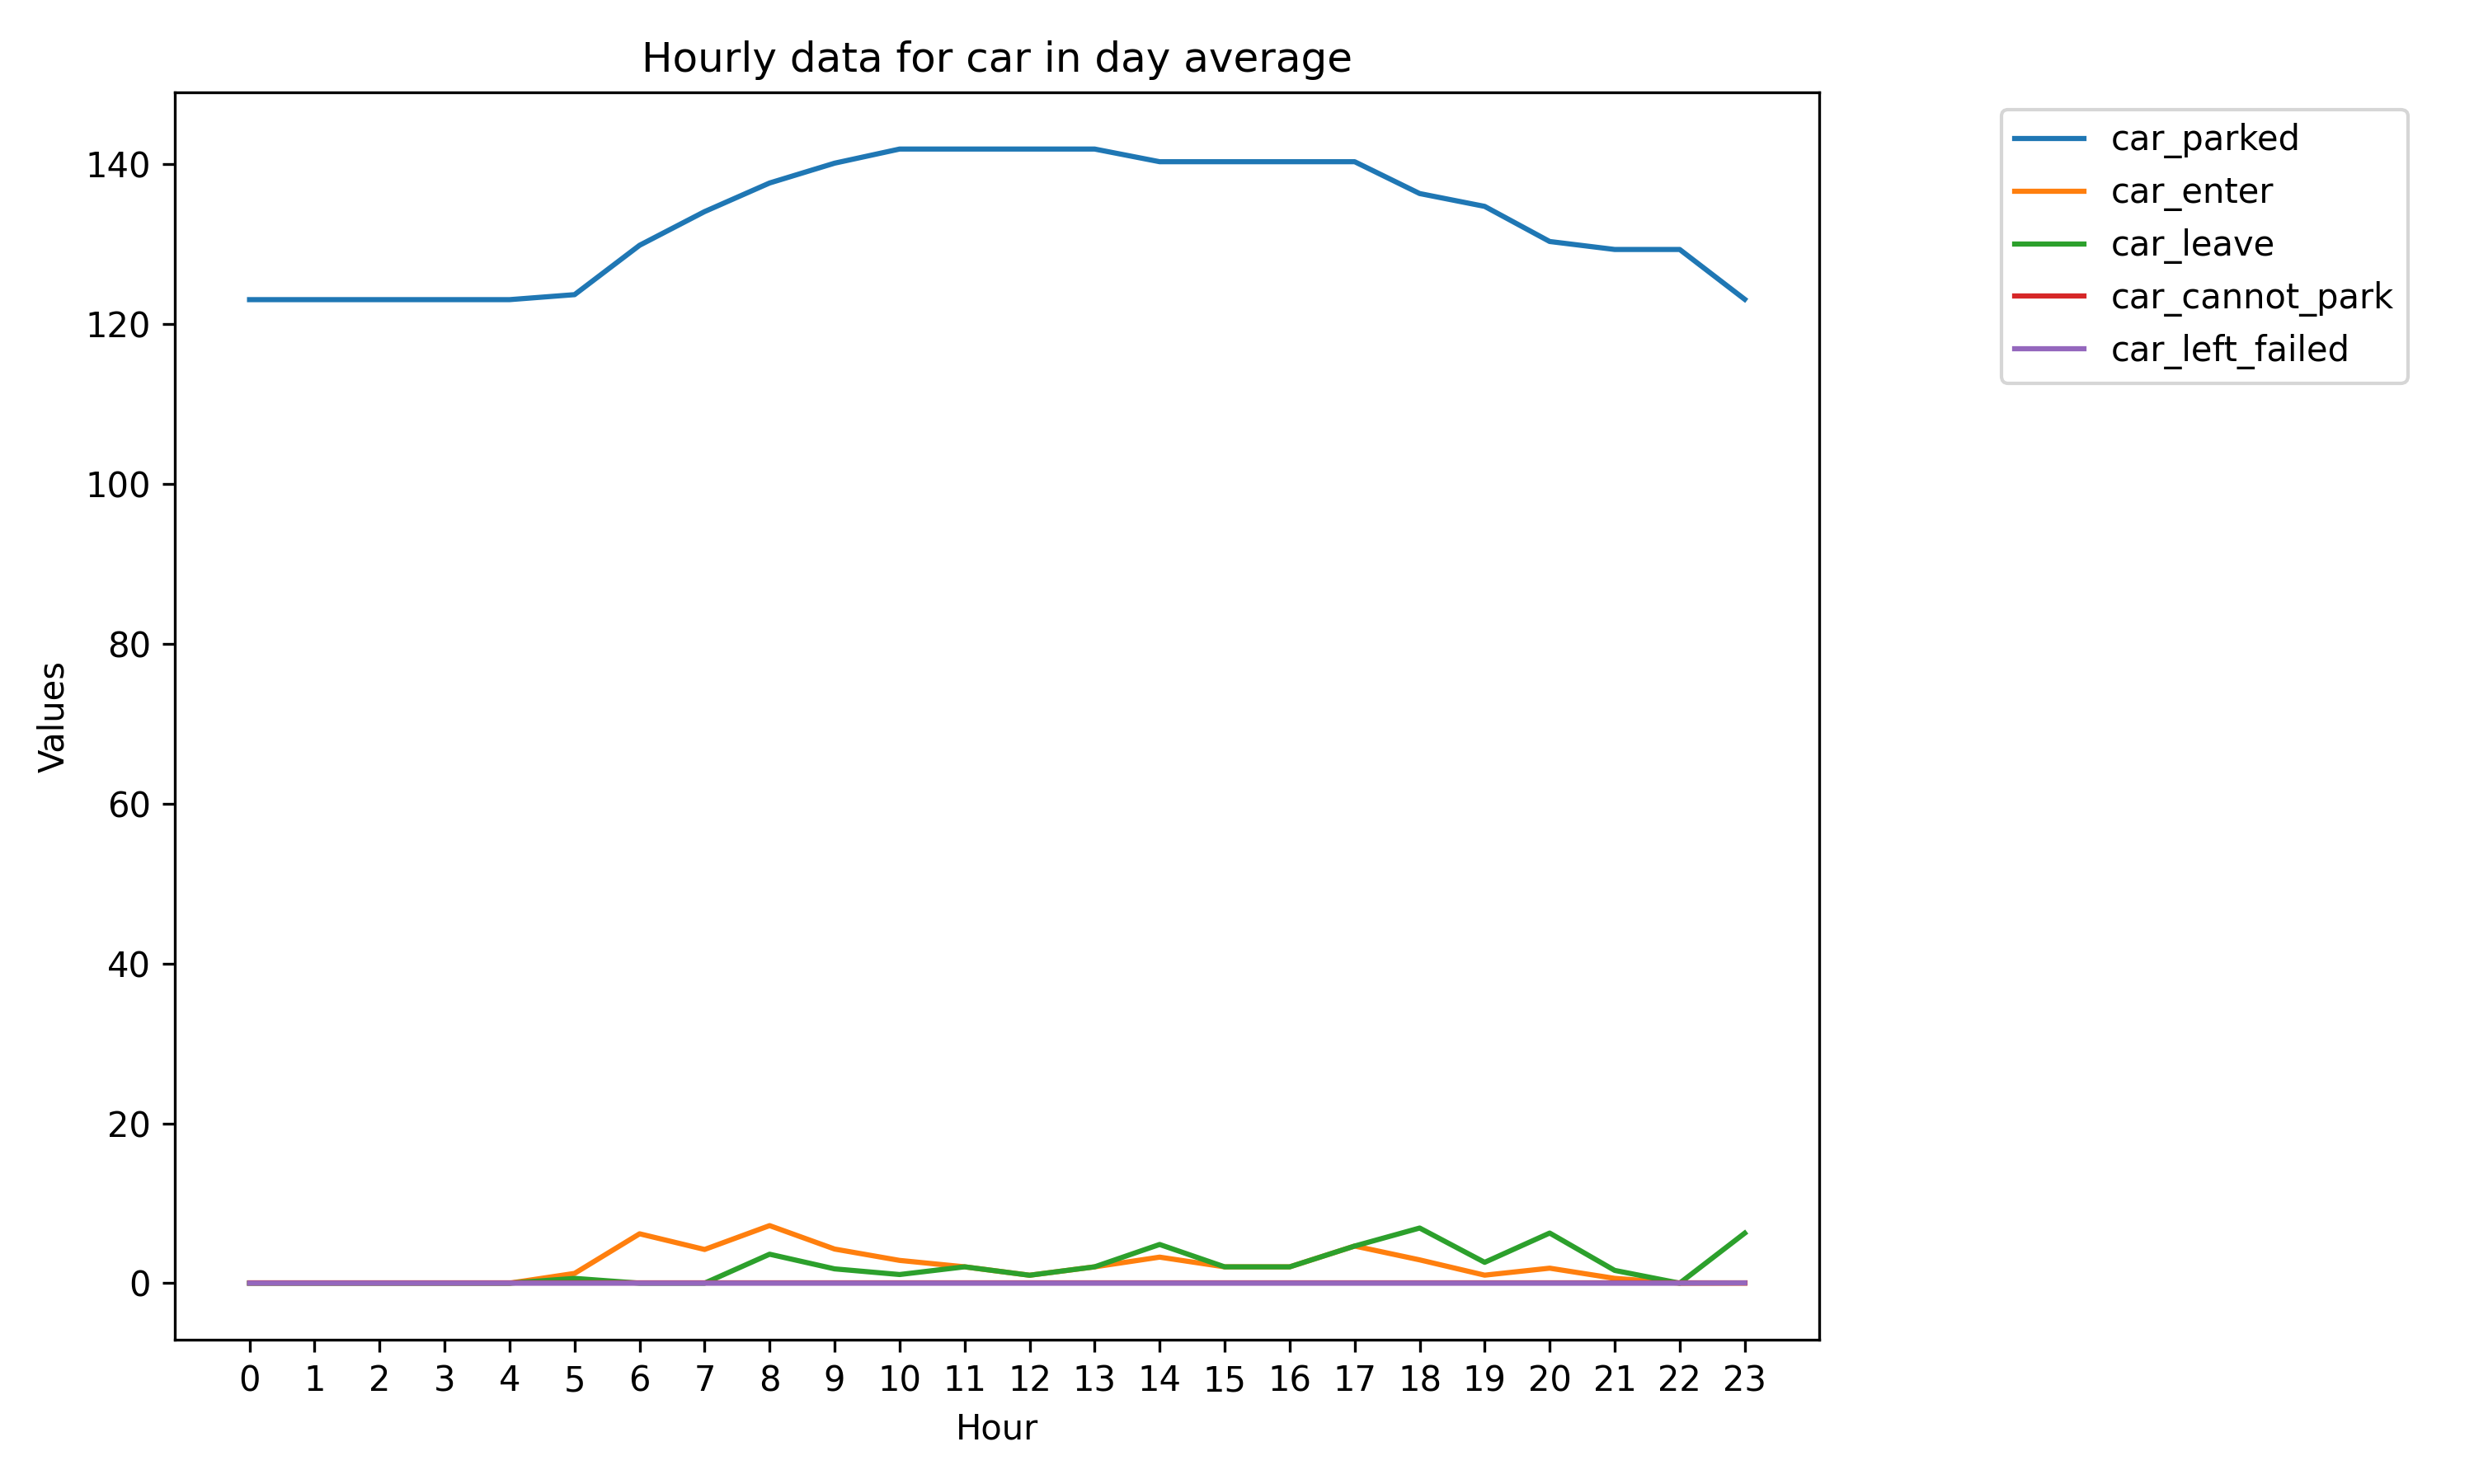 Hourly data for car in day average
car_parked
car_enter
car_leave
car_cannot_park
car_left_failed
140
120
100
80
60
40
20
0
Values
0 1 2 3 4 5 6 7 8 9 10 11 12 13 14 15 16 17 18 19 20 21 22 23
Hour